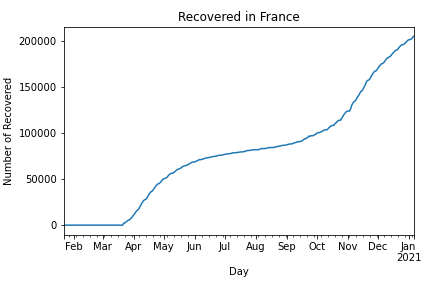 Recovered in France
Number of Recovered
200000
150000
100000
50000
0
Feb Mar Apr May Jun Jul Aug Sep Oct Nov Dec Jan
2021
Day